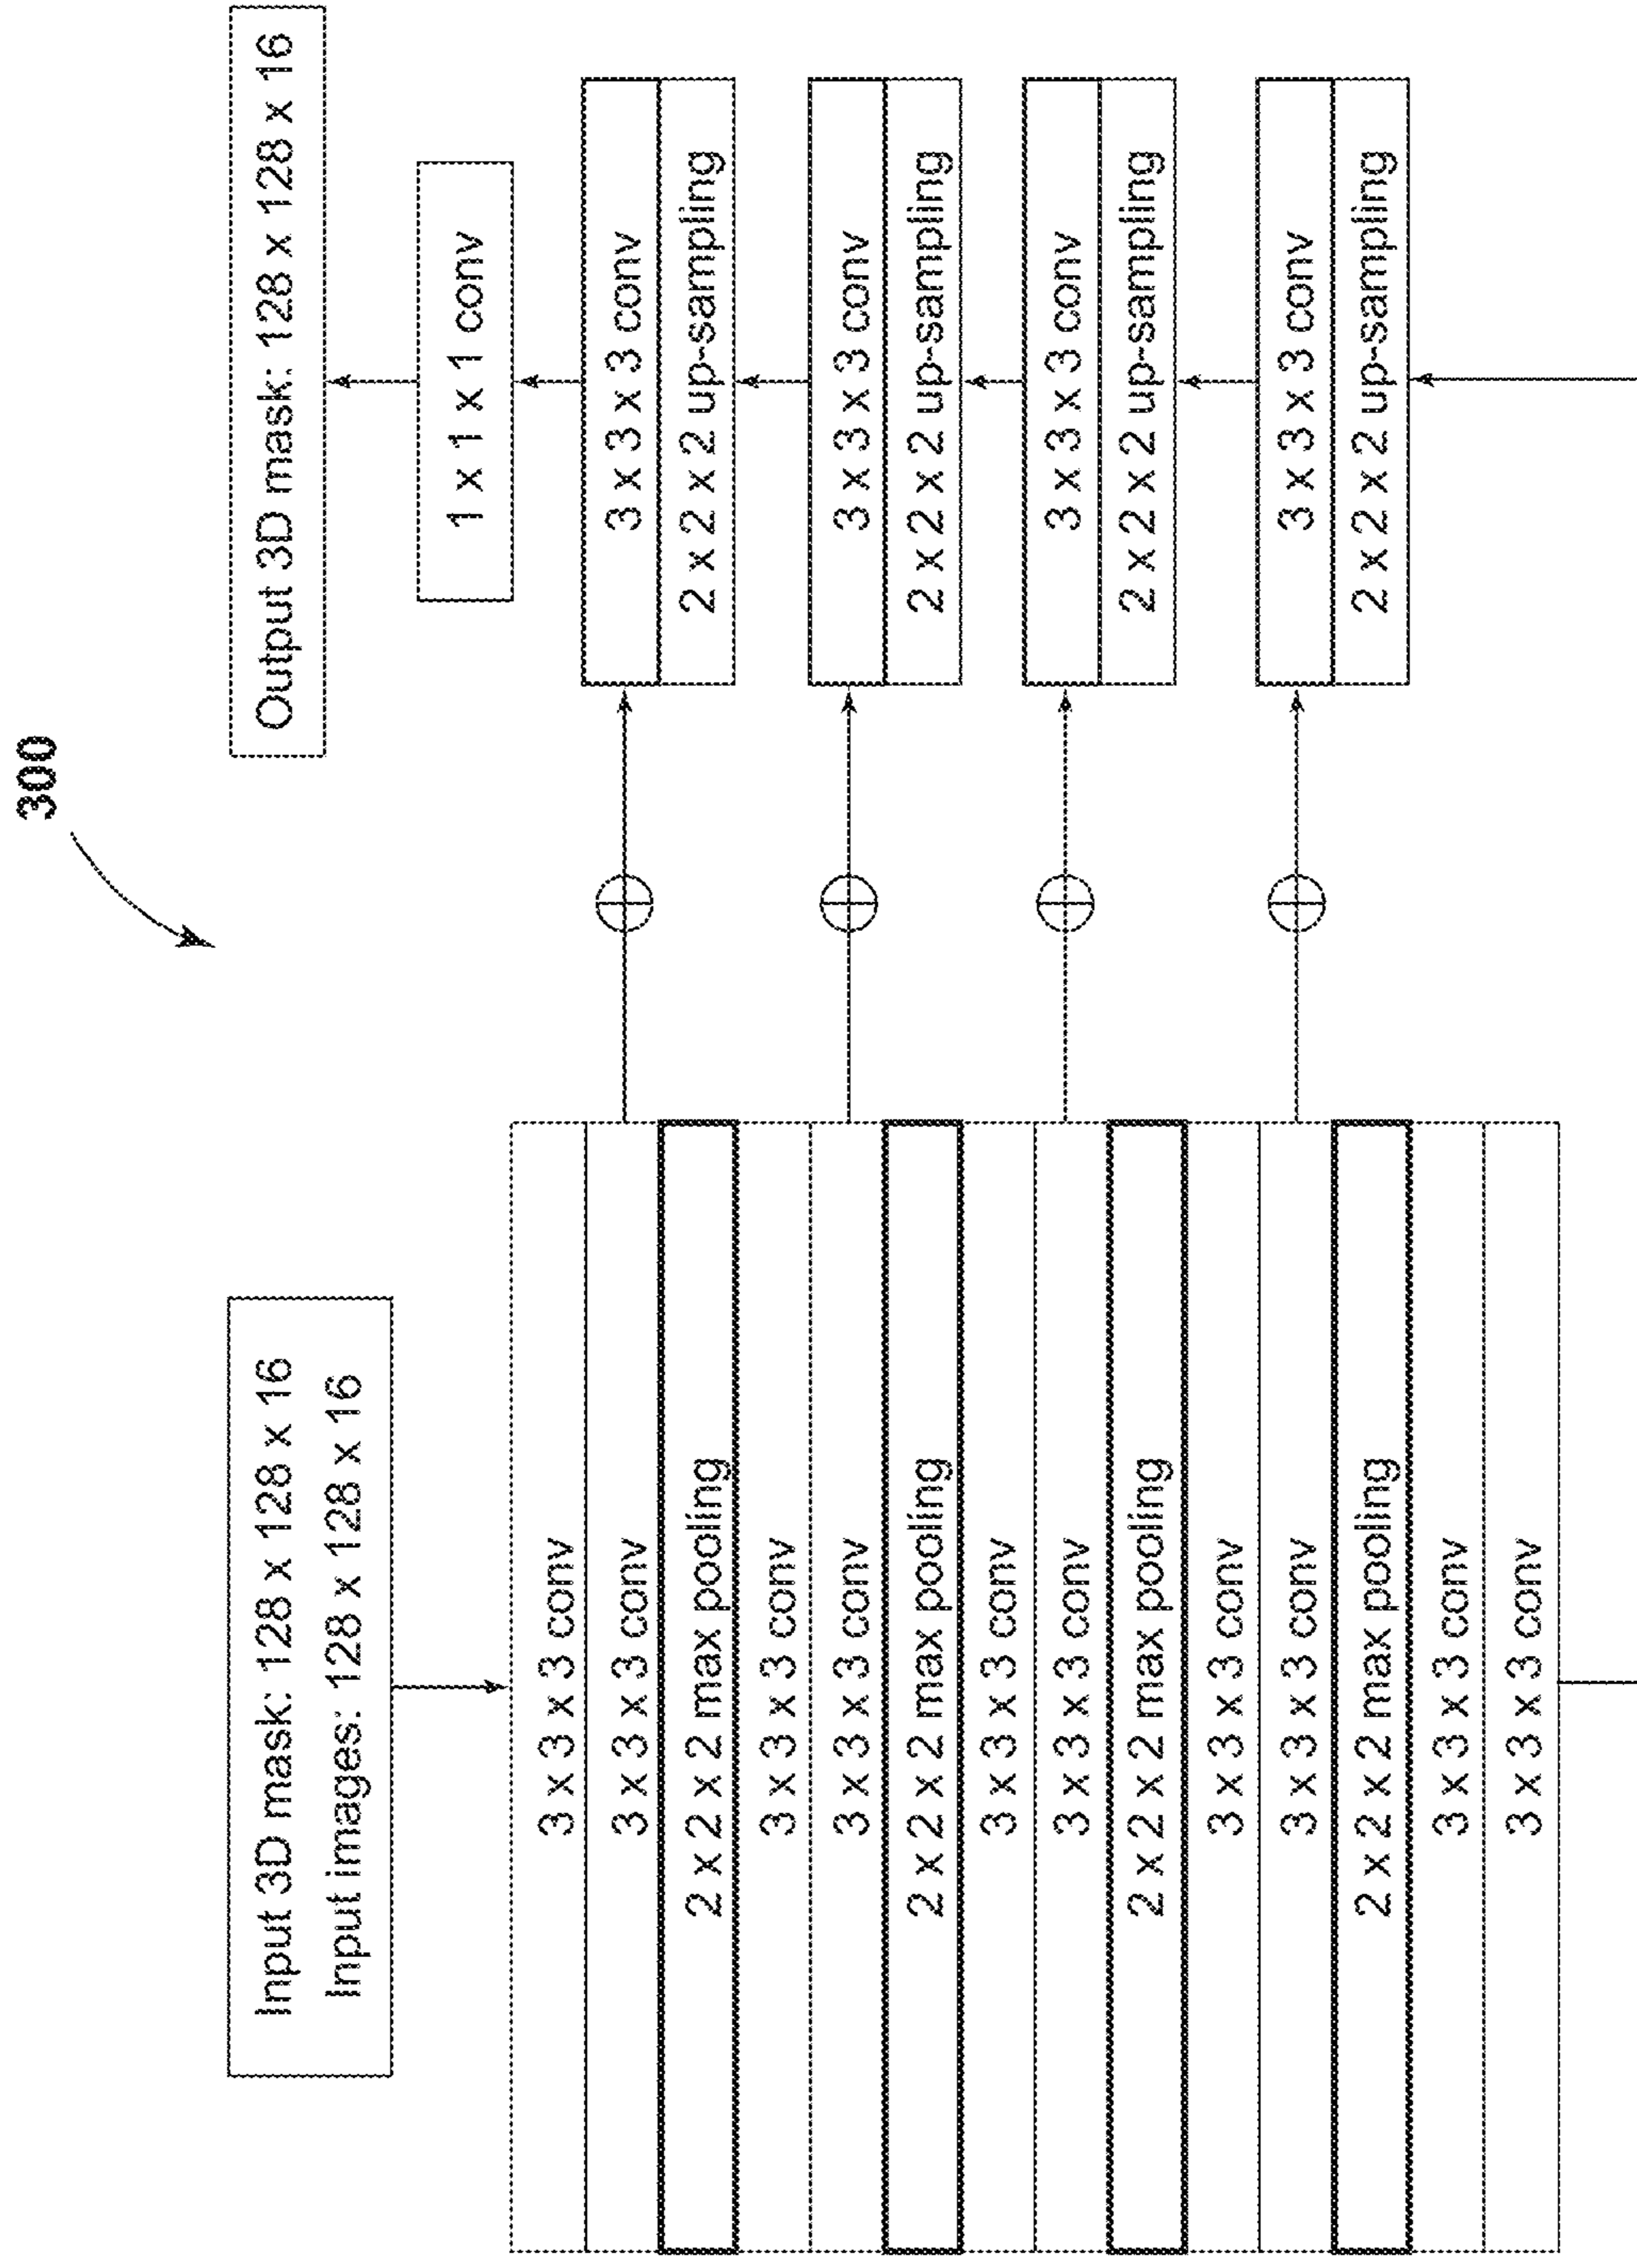 300
Input 3D mask: 128 x 128 x 16
Input images: 128 x 128 x 16
3 x 3 x 3 conv
3 x 3 x 3 conv
2 x 2 x 2 max pooling
3 x 3 x 3 conv
3 x 3 x 3 conv
2 x 2 x 2 max pooling
3 x 3 x 3 conv
3 x 3 x 3 conv
2 x 2 x 2 max pooling
3 x 3 x 3 conv
3 x 3 x 3 conv
2 x 2 x 2 max pooling
3 x 3 x 3 conv
3 x 3 x 3 conv
Output 3D mask: 128 x 128 x 16
1 x 1 x 1 conv
3 x 3 x 3 conv
2 x 2 x 2 up-sampling
3 x 3 x 3 conv
2 x 2 x 2 up-sampling
3 x 3 x 3 conv
2 x 2 x 2 up-sampling
3 x 3 x 3 conv
2 x 2 x 2 up-sampling